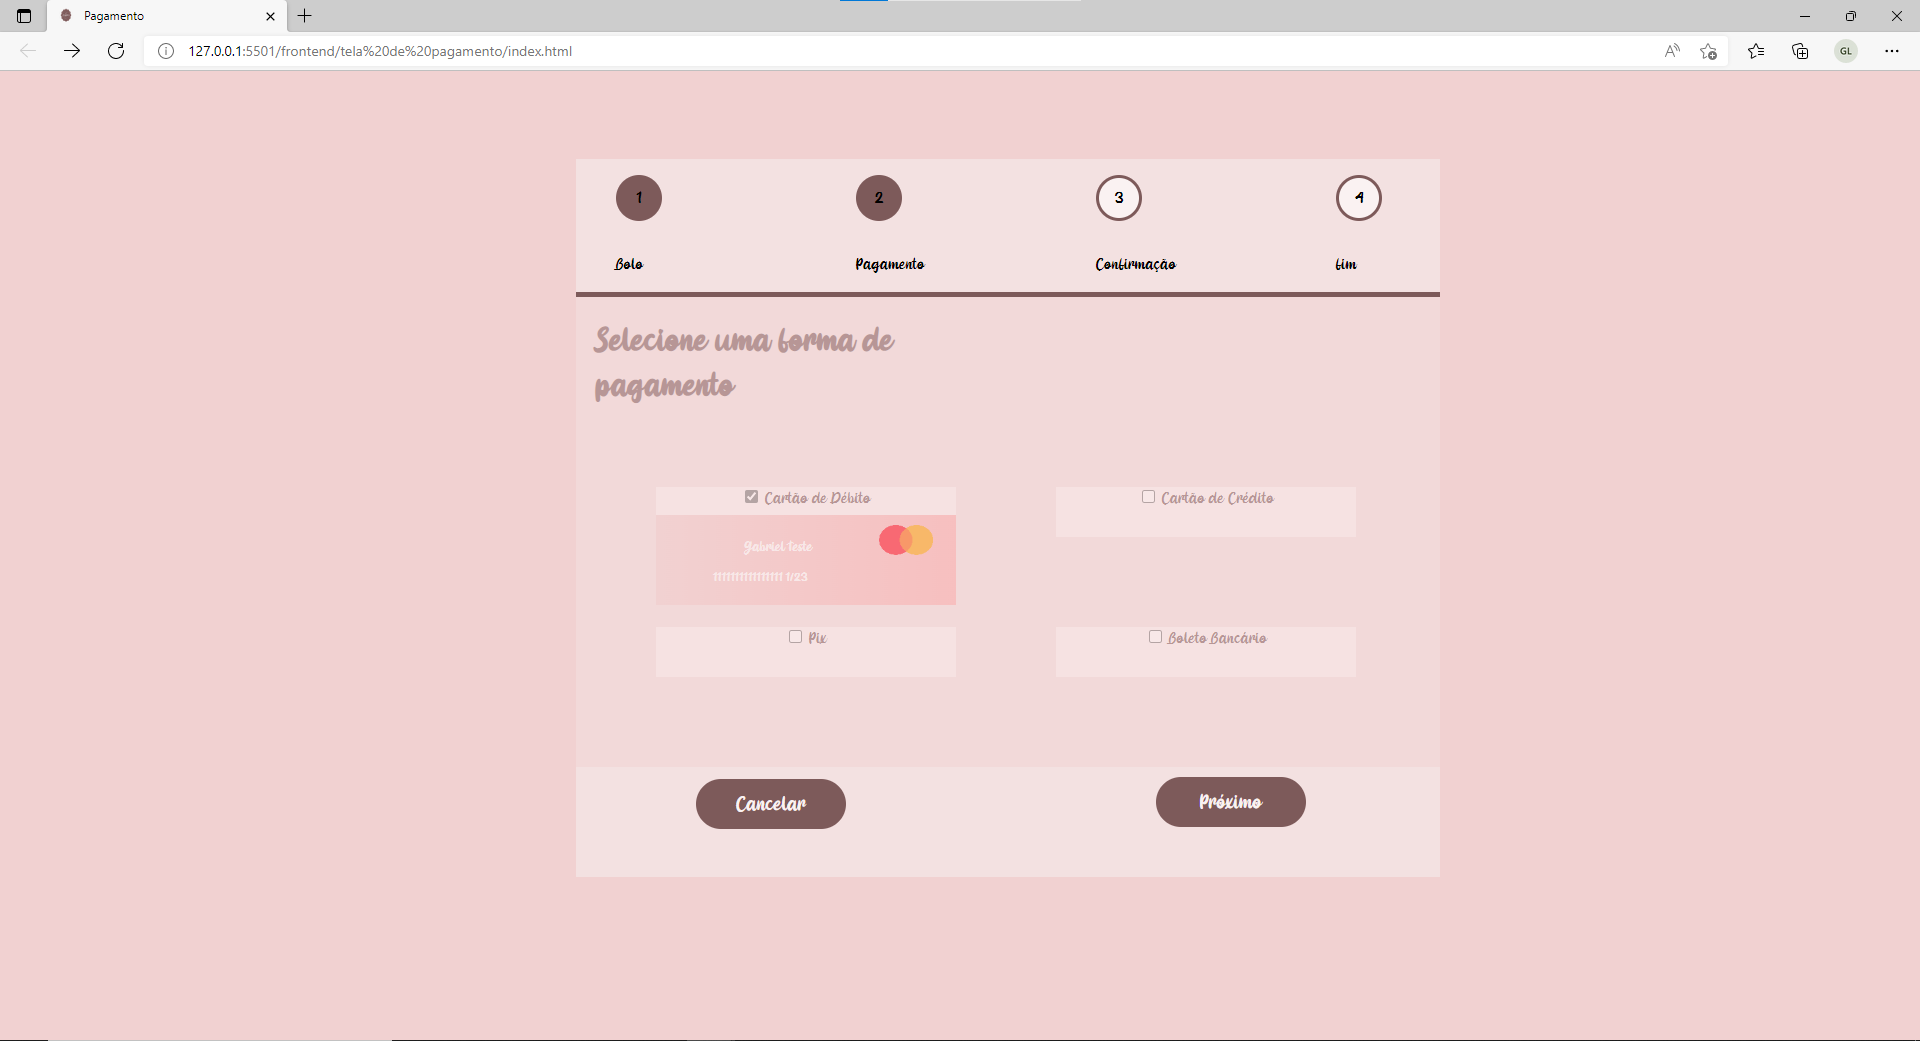 Pagamento
127.0.0.1:5501/frontend/tela%20de%20pagamento/index.html
GL
1 2 3 4
Bolo Pagamento Confirmação fim
Selecione uma forma de
pagamento
Cartão de Débito
Cartão de Crédito
Gabriel Teste
1111111111111111 1/23
Pix
Boleto Bancário
Cancelar
Próximo